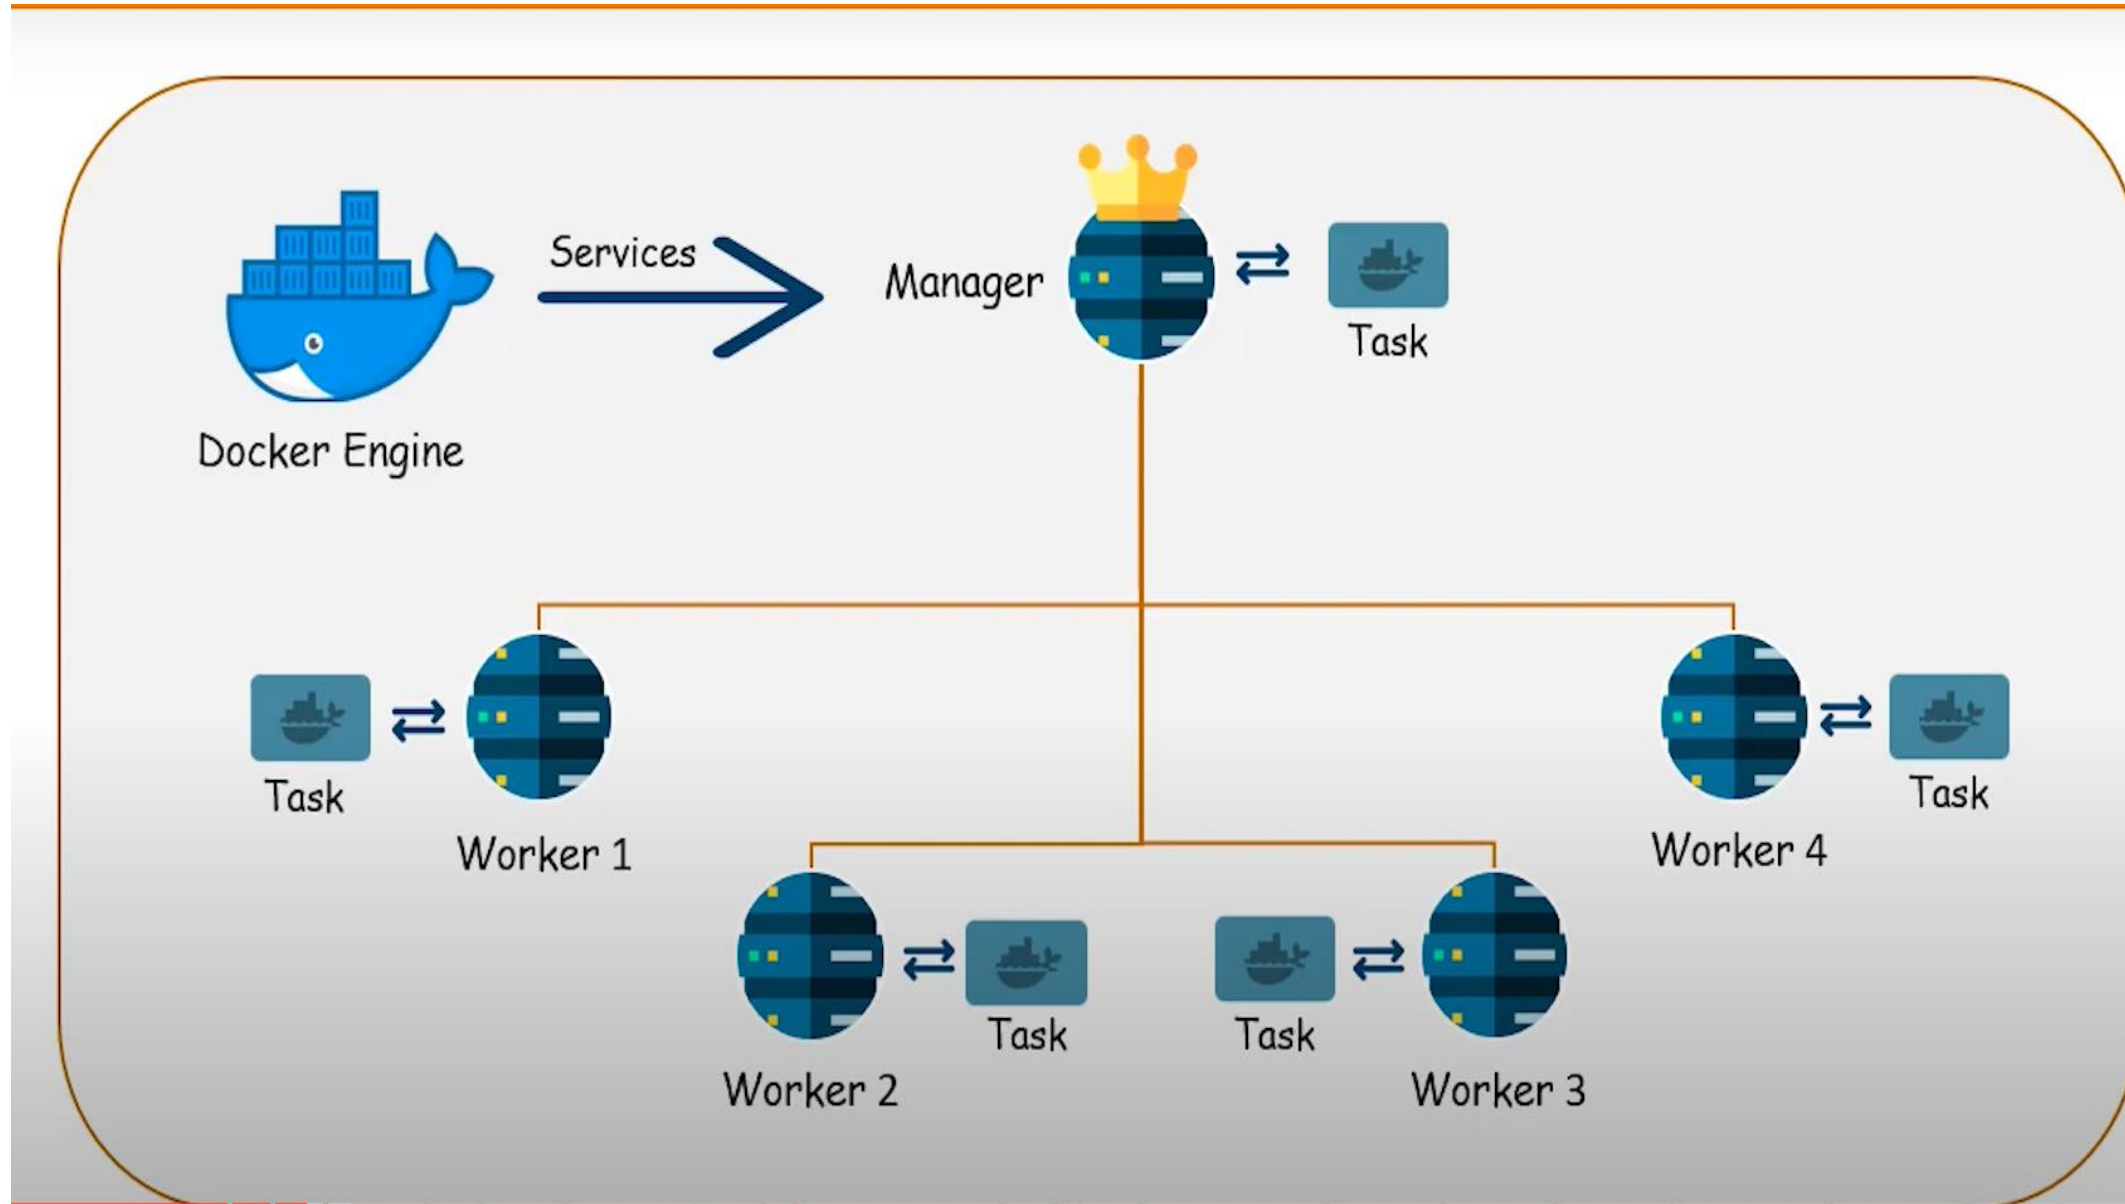 Services
Manager
Task
Docker Engine
Task
Worker 1
Task
Worker 4
Task
Worker 2
Task
Worker 3